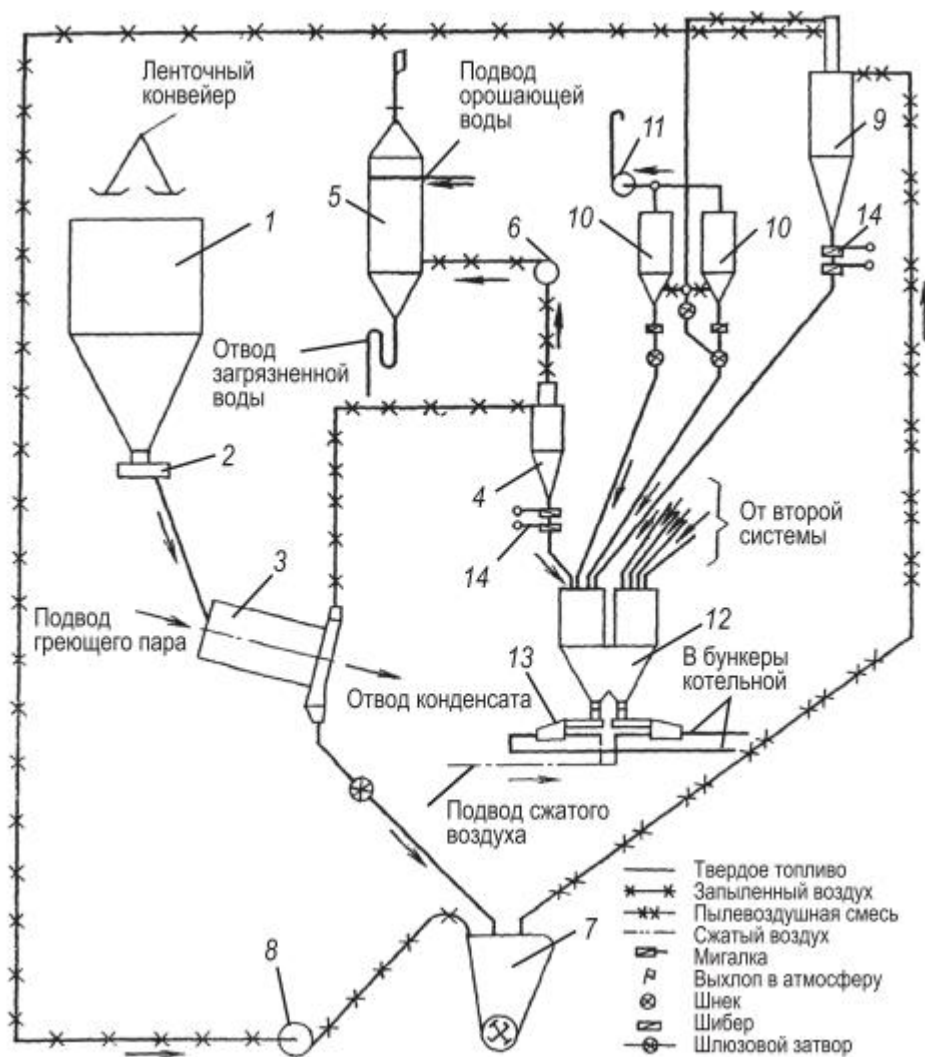 Ленточный
конвейер
Подвод
орошающей
воды
11
9
5
1
10
10
14
6
Отвод
загрязненной
воды
2
4
От второй
системы
14
3
Подвод
греющего пара
12
В бункеры
котельной
13
Отвод конденсата
Подвод сжатого
воздуха
Твердое топливо
Запыленный воздух
Пылевоздушная смесь
Сжатый воздух
Мигалка
Выхлоп в атмосферу
Шнек
Шибер
Шлюзовой затвор
7
8